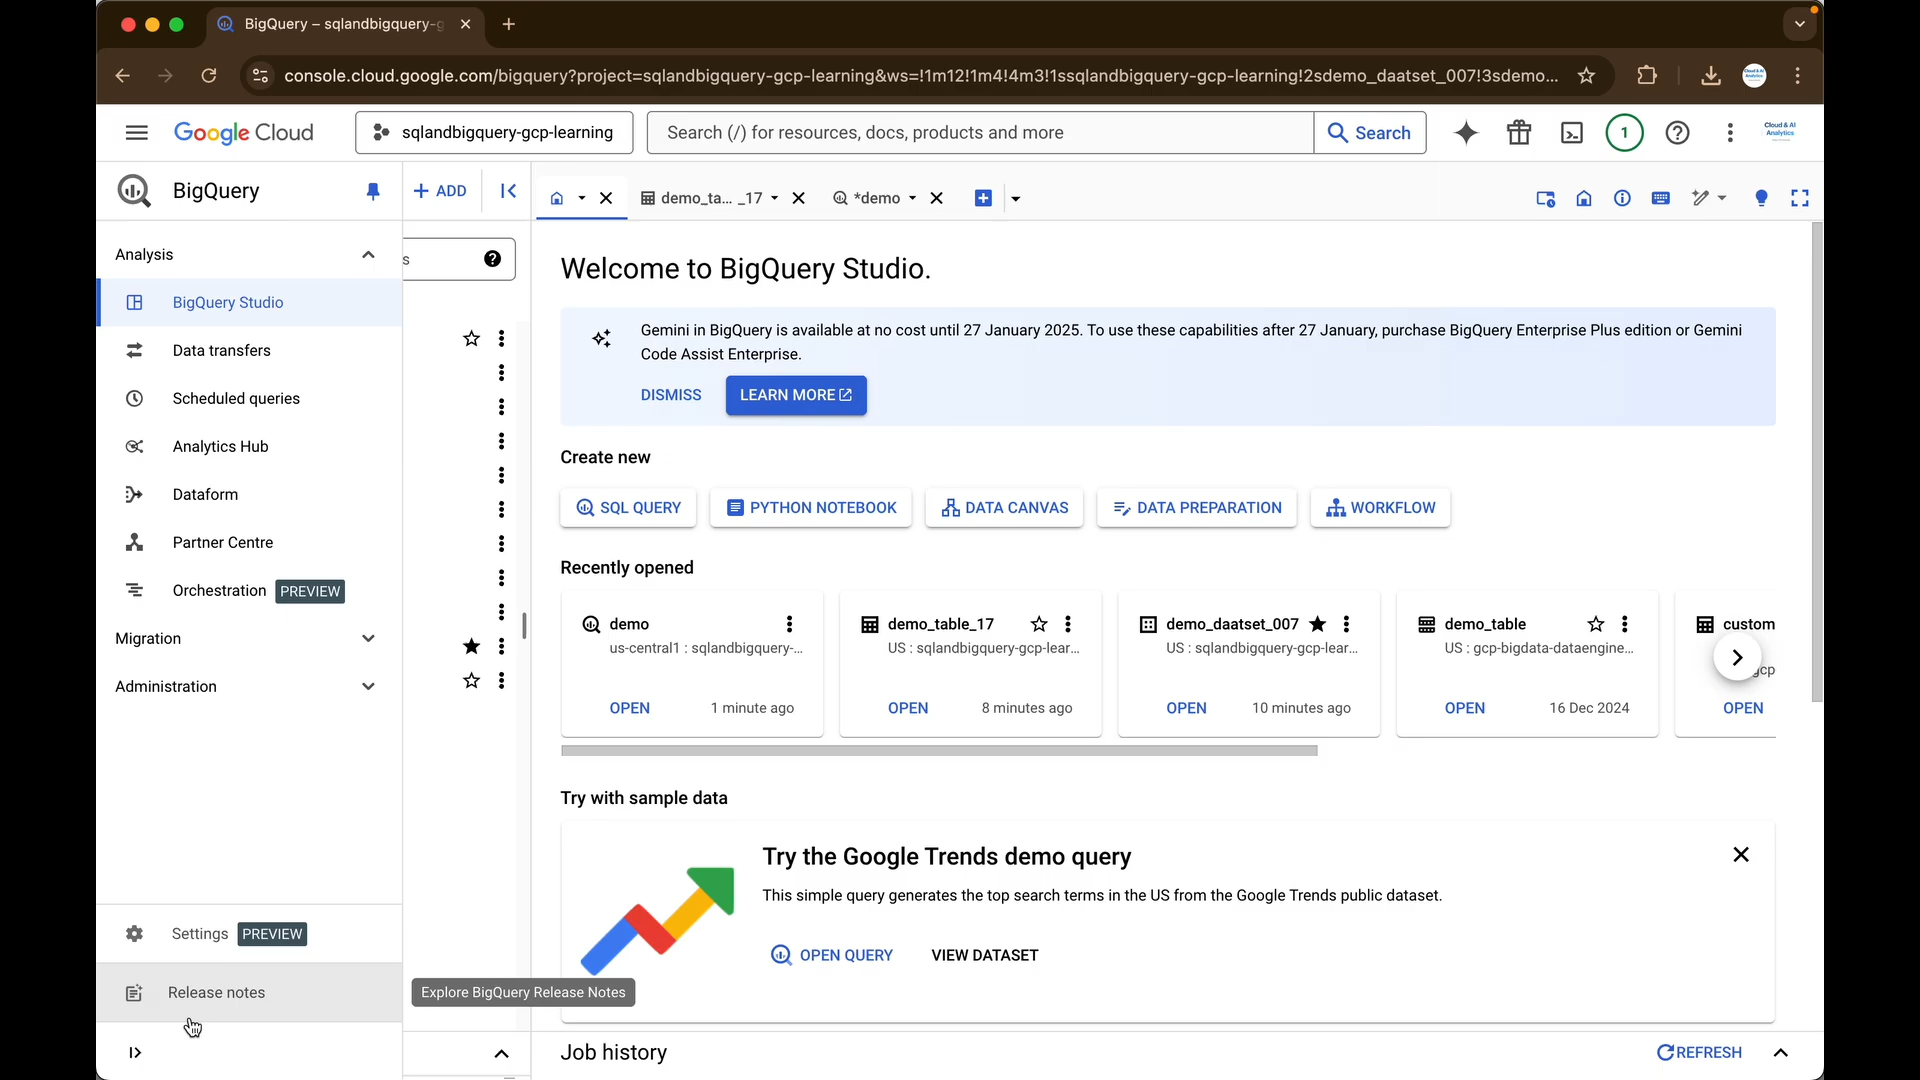 BigQuery – sqlandbigquery-g
console.cloud.google.com/bigquery?project=sqlandbigquery-gcp-learning&ws=!1m12!1m4!4m3!1ssqlandbigquery-gcp-learning!2sdemo_daatset_007!3sdemo...
Google Cloud
sqlandbigquery-gcp-learning
Search (/) for resources, docs, products and more
Search
1
Cloud & AI
Analytics
BigQuery
ADD
demo_ta... _17
*demo
Analysis
s
BigQuery Studio
Data transfers
Scheduled queries
Analytics Hub
Dataform
Partner Centre
Orchestration PREVIEW
Migration
Administration
Settings PREVIEW
Release notes
Explore BigQuery Release Notes
Welcome to BigQuery Studio.
Gemini in BigQuery is available at no cost until 27 January 2025. To use these capabilities after 27 January, purchase BigQuery Enterprise Plus edition or Gemini
Code Assist Enterprise.
DISMISS
LEARN MORE
Create new
SQL QUERY
PYTHON NOTEBOOK
DATA CANVAS
DATA PREPARATION
WORKFLOW
Recently opened
demo
us-central1 : sqlandbigquery-...
OPEN
1 minute ago
demo_table_17
US : sqlandbigquery-gcp-lear...
OPEN
8 minutes ago
demo_daatset_007
US : sqlandbigquery-gcp-lear...
OPEN
10 minutes ago
demo_table
US : gcp-bigdata-dataengine...
OPEN
16 Dec 2024
custom
gcp
OPEN
Try with sample data
Try the Google Trends demo query
This simple query generates the top search terms in the US from the Google Trends public dataset.
OPEN QUERY
VIEW DATASET
Job history
REFRESH